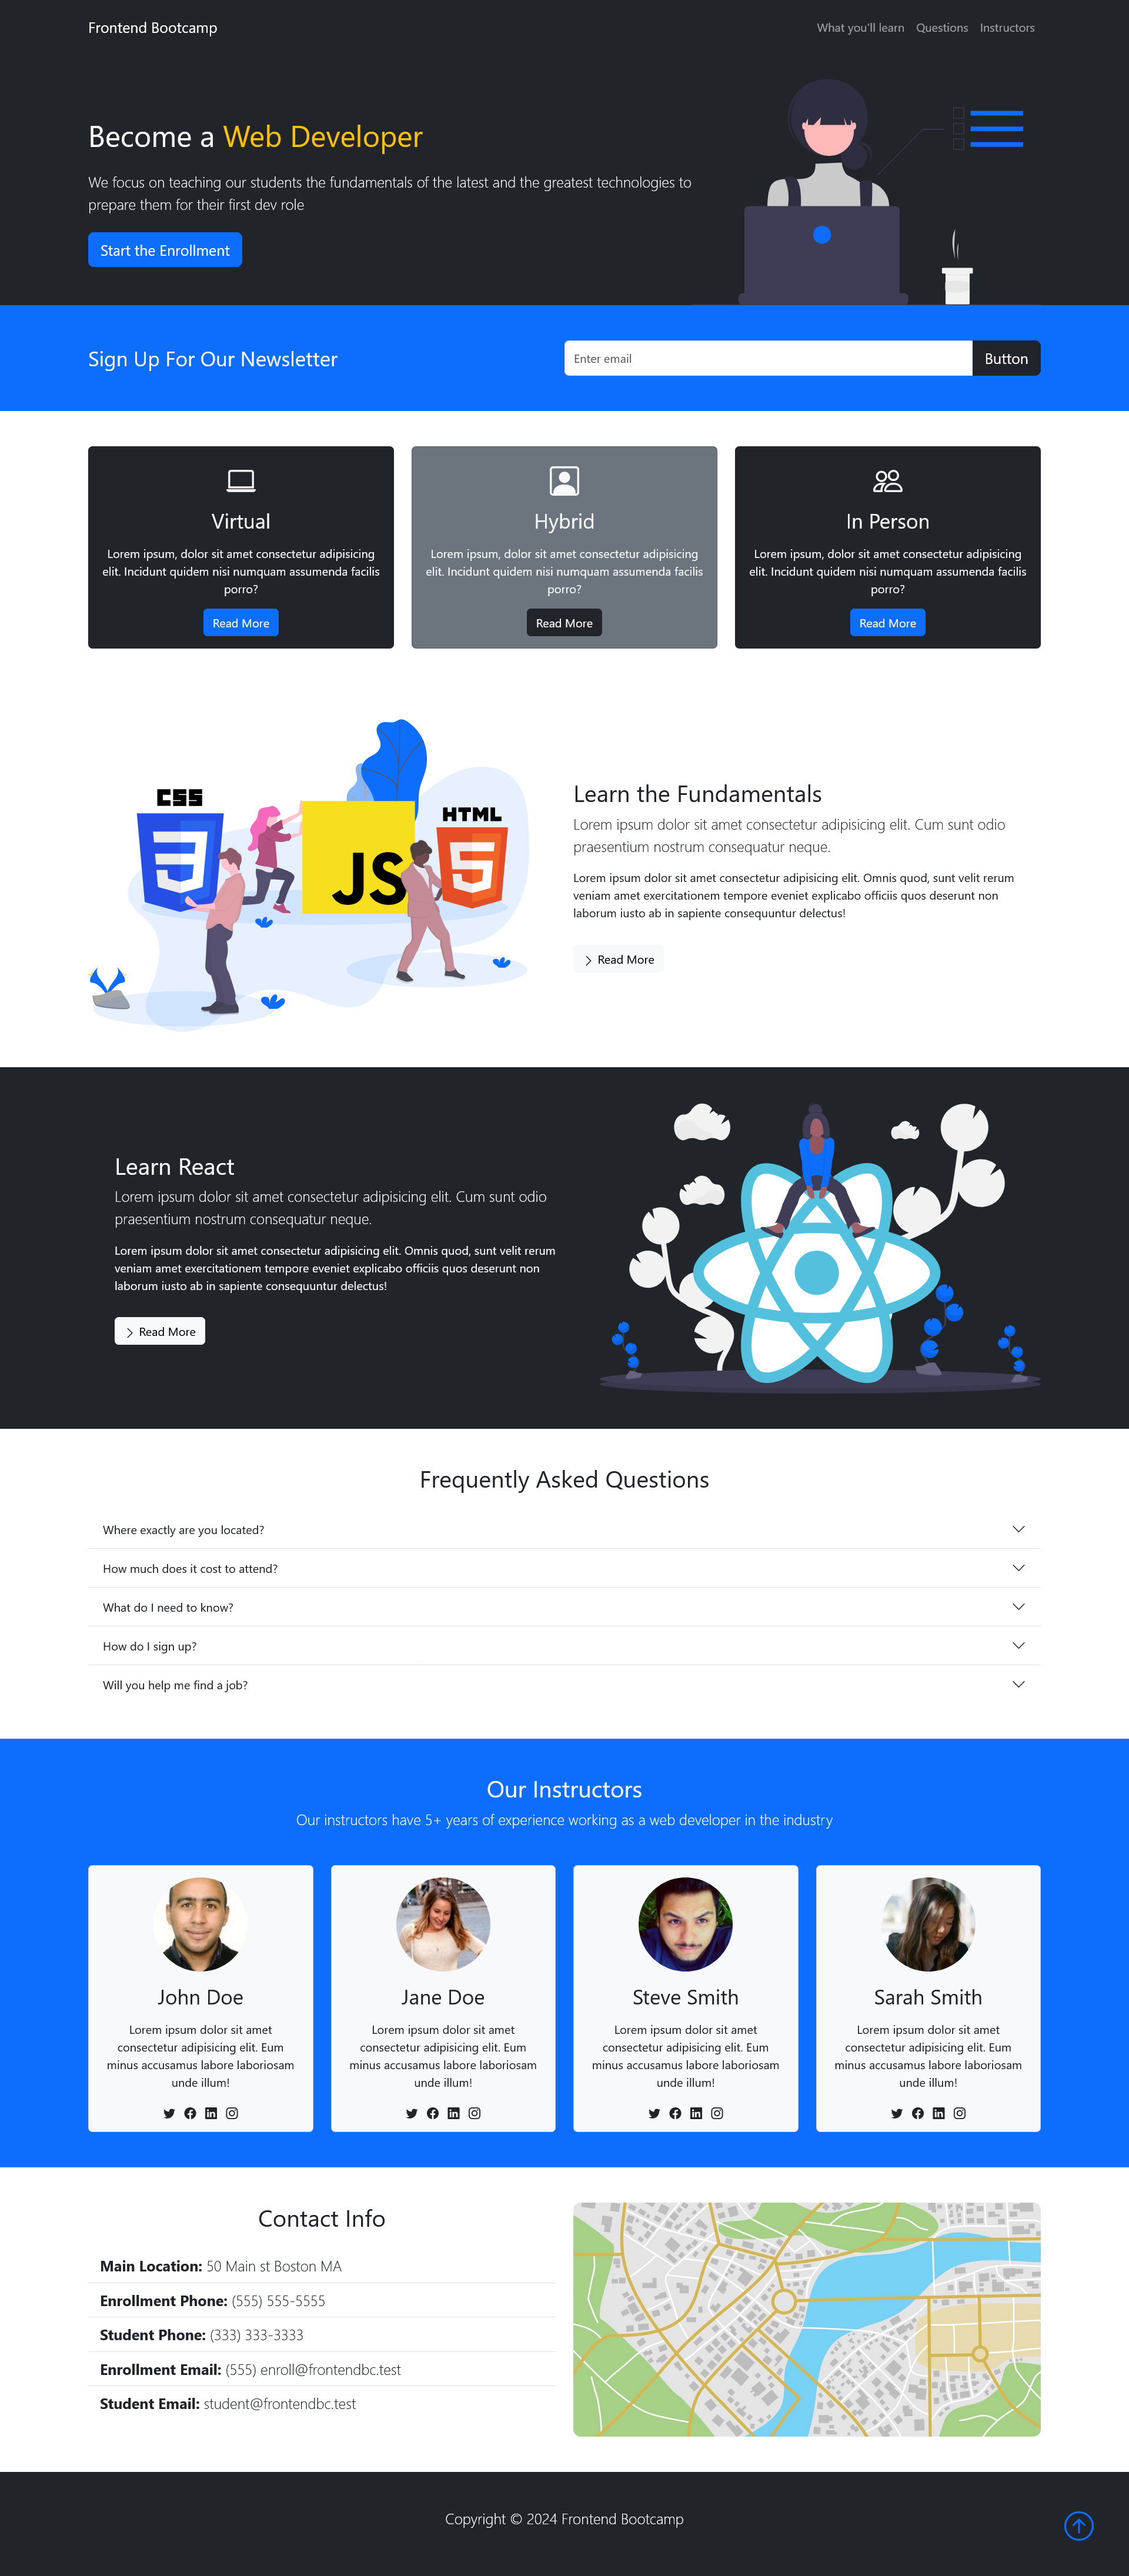 Frontend Bootcamp
What you'll learn Questions Instructors
Become a Web Developer
We focus on teaching our students the fundamentals of the latest and the greatest technologies to
prepare them for their first dev role
Start the Enrollment
Sign Up For Our Newsletter
Enter email
Button
Virtual
Lorem ipsum, dolor sit amet consectetur adipisicing
elit. Incidunt quidem nisi numquam assumenda facilis
porro?
Read More
Hybrid
Lorem ipsum, dolor sit amet consectetur adipisicing
elit. Incidunt quidem nisi numquam assumenda facilis
porro?
Read More
In Person
Lorem ipsum, dolor sit amet consectetur adipisicing
elit. Incidunt quidem nisi numquam assumenda facilis
porro?
Read More
CSS
3
JS
HTML
5
Learn the Fundamentals
Lorem ipsum dolor sit amet consectetur adipisicing elit. Cum sunt odio
praesentium nostrum consequatur neque.
Lorem ipsum dolor sit amet consectetur adipisicing elit. Omnis quod, sunt velit rerum
veniam amet exercitationem tempore eveniet explicabo officiis quos deserunt non
laborum iusto ab in sapiente consequuntur delectus!
Read More
Learn React
Lorem ipsum dolor sit amet consectetur adipisicing elit. Cum sunt odio
praesentium nostrum consequatur neque.
Lorem ipsum dolor sit amet consectetur adipisicing elit. Omnis quod, sunt velit rerum
veniam amet exercitationem tempore eveniet explicabo officiis quos deserunt non
laborum iusto ab in sapiente consequuntur delectus!
Read More
Frequently Asked Questions
Where exactly are you located?
How much does it cost to attend?
What do I need to know?
How do I sign up?
Will you help me find a job?
Our Instructors
Our instructors have 5+ years of experience working as a web developer in the industry
John Doe
Lorem ipsum dolor sit amet
consectetur adipisicing elit. Eum
minus accusamus labore laboriosam
unde illum!
Jane Doe
Lorem ipsum dolor sit amet
consectetur adipisicing elit. Eum
minus accusamus labore laboriosam
unde illum!
Steve Smith
Lorem ipsum dolor sit amet
consectetur adipisicing elit. Eum
minus accusamus labore laboriosam
unde illum!
Sarah Smith
Lorem ipsum dolor sit amet
consectetur adipisicing elit. Eum
minus accusamus labore laboriosam
unde illum!
Contact Info
Main Location: 50 Main st Boston MA
Enrollment Phone: (555) 555-5555
Student Phone: (333) 333-3333
Enrollment Email: (555) enroll@frontendbc.test
Student Email: student@frontendbc.test
Copyright © 2024 Frontend Bootcamp